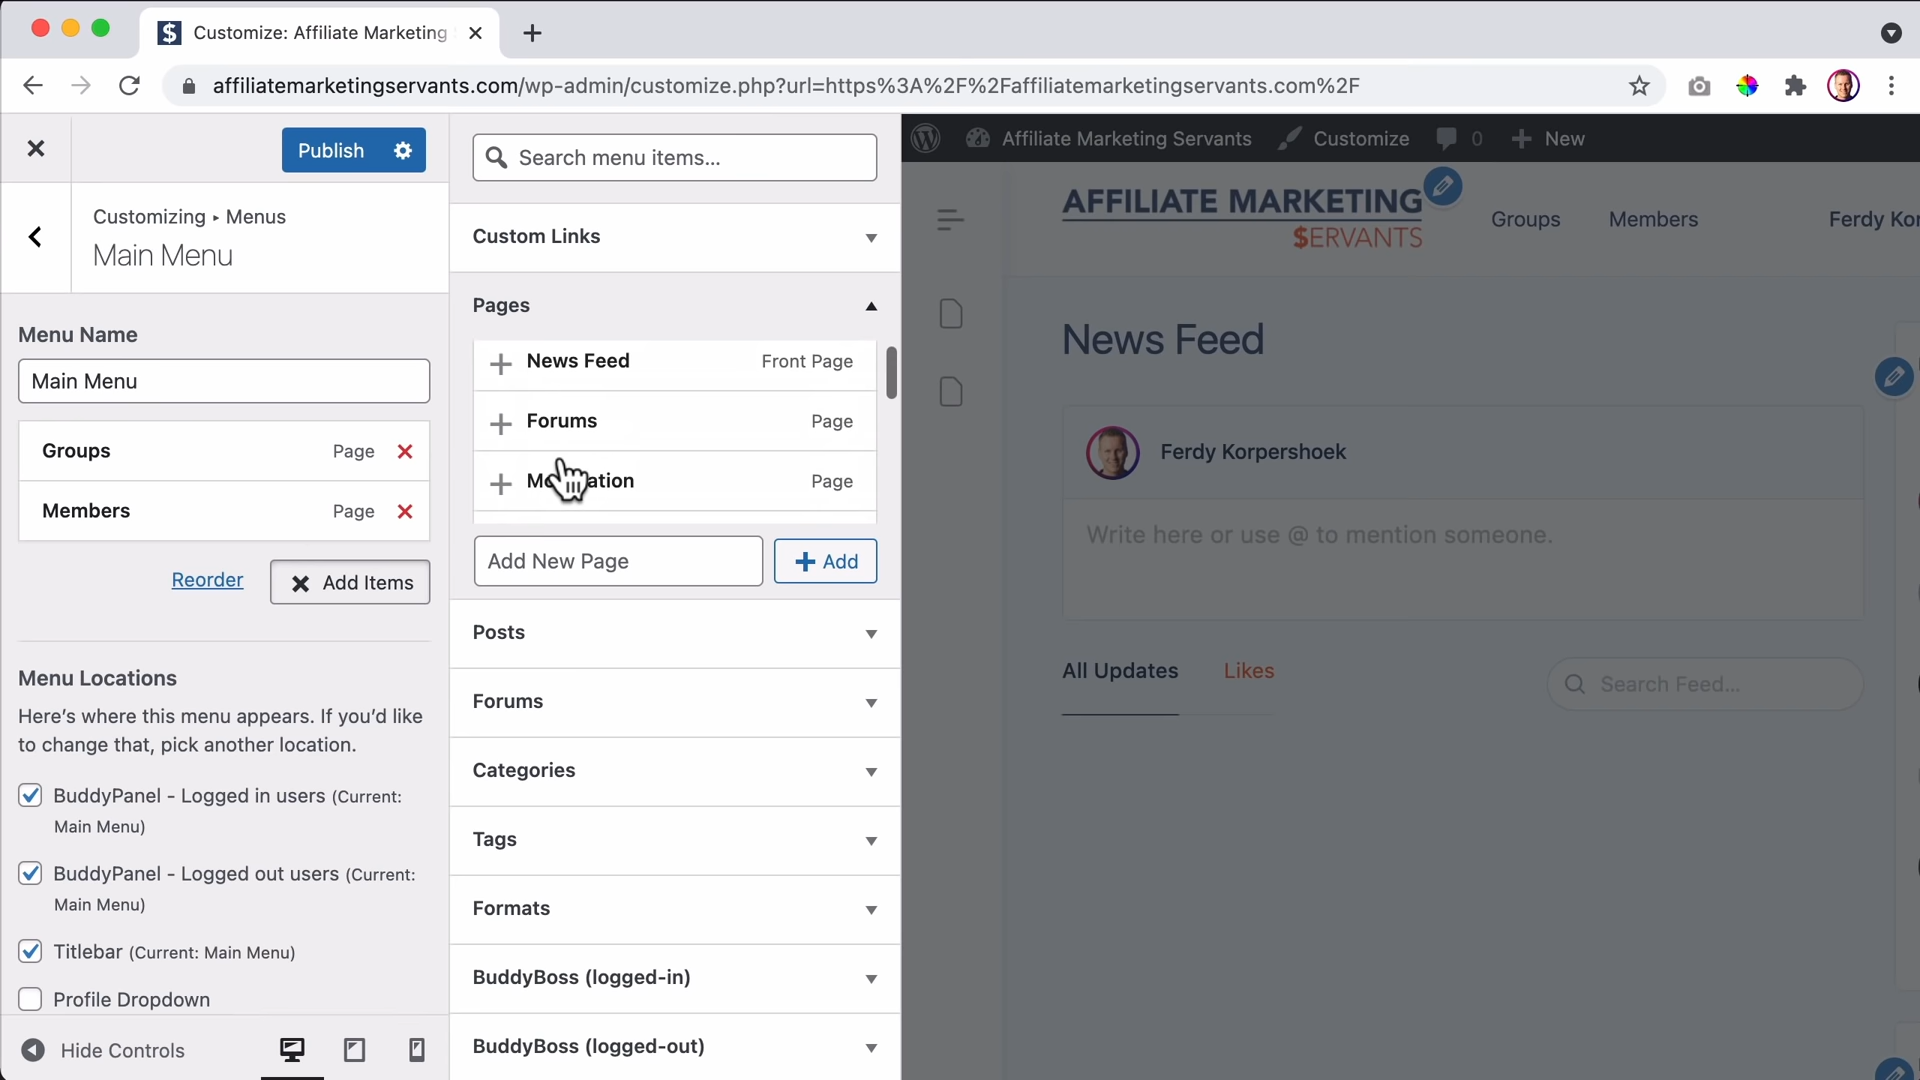 Customize: Affiliate Marketing
affiliatemarketingservants.com/wp-admin/customize.php?url=https%3A%2F%2Faffiliatemarketingservants.com%2F
Publish
Customizing ▸ Menus
Main Menu
Menu Name
Main Menu
Groups Page
Members Page
Reorder
Add Items
Menu Locations
Here's where this menu appears. If you'd like
to change that, pick another location.
BuddyPanel - Logged in users (Current:
Main Menu)
BuddyPanel - Logged out users (Current:
Main Menu)
Titlebar (Current: Main Menu)
Profile Dropdown
Hide Controls
Search menu items...
Custom Links
Pages
News Feed Front Page
Forums Page
Page
Add New Page
+ Add
Posts
Forums
Categories
Tags
Formats
BuddyBoss (logged-in)
BuddyBoss (logged-out)
Affiliate Marketing Servants Customize 0 New
AFFILIATE MARKETING
$ERVANTS
Groups Members Ferdy Kor
News Feed
Ferdy Korpershoek
Write here or use @ to mention someone.
All Updates Likes
Search Feed...